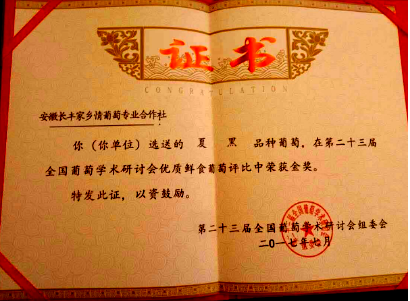 证书
CONGRATULATION
安徽长丰家乡情葡萄专业合作社
你（你单位）选送的 夏 黑 品种葡萄，在第二十三届
全国葡萄学术研讨会优质鲜食葡萄评比中荣获金奖。
特发此证，以资鼓励。
第二十三届全国葡萄学术研讨会组委会
二〇一七年七月